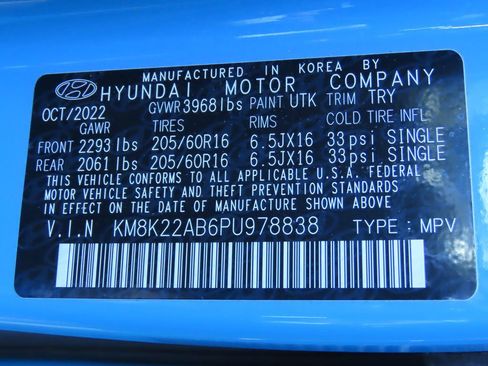 MANUFACTURED IN KOREA BY
HYUNDAI MOTOR COMPANY
OCT/2022 GVWR 3968 lbs PAINT UTK TRIM TRY
GAWR TIRES RIMS COLD TIRE INFL.
FRONT 2293 lbs 205/60R16 6.5JX16 33 psi SINGLE
REAR 2061 lbs 205/60R16 6.5JX16 33 psi SINGLE
THIS VEHICLE CONFORMS TO ALL APPLICABLE U.S.A. FEDERAL
MOTOR VEHICLE SAFETY AND THEFT PREVENTION STANDARDS
IN EFFECT ON THE DATE OF MANUFACTURE SHOWN ABOVE.
V.I.N KM8K22AB6PU978838 TYPE : MPV